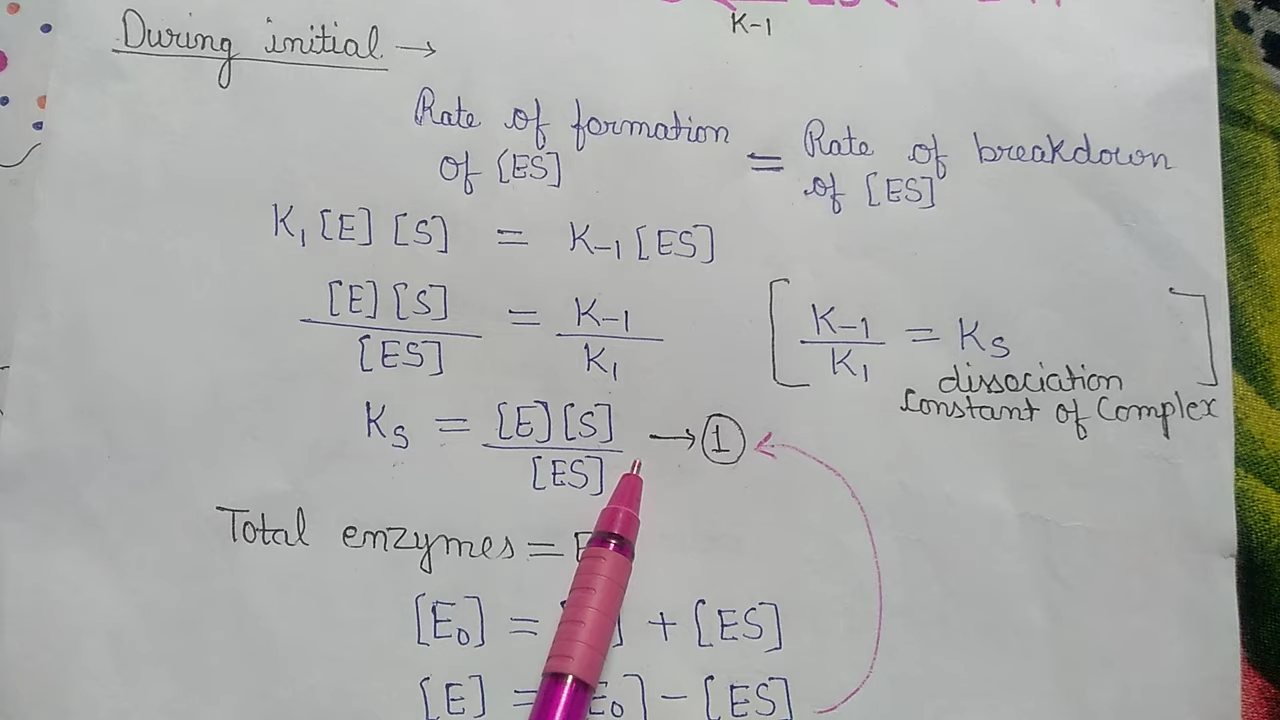 K-1
During initial →
Rate of formation of [ES] = Rate of breakdown of [ES]
K1 [E] [S] = K-1 [ES]
[E] [S] / [ES] = K-1 / K1 [ K-1 / K1 = KS dissociation constant of Complex ]
KS = [E] [S] / [ES] → 1
Total enzymes = E
[E0] = ] + [ES]
[E] = E0] - [ES]